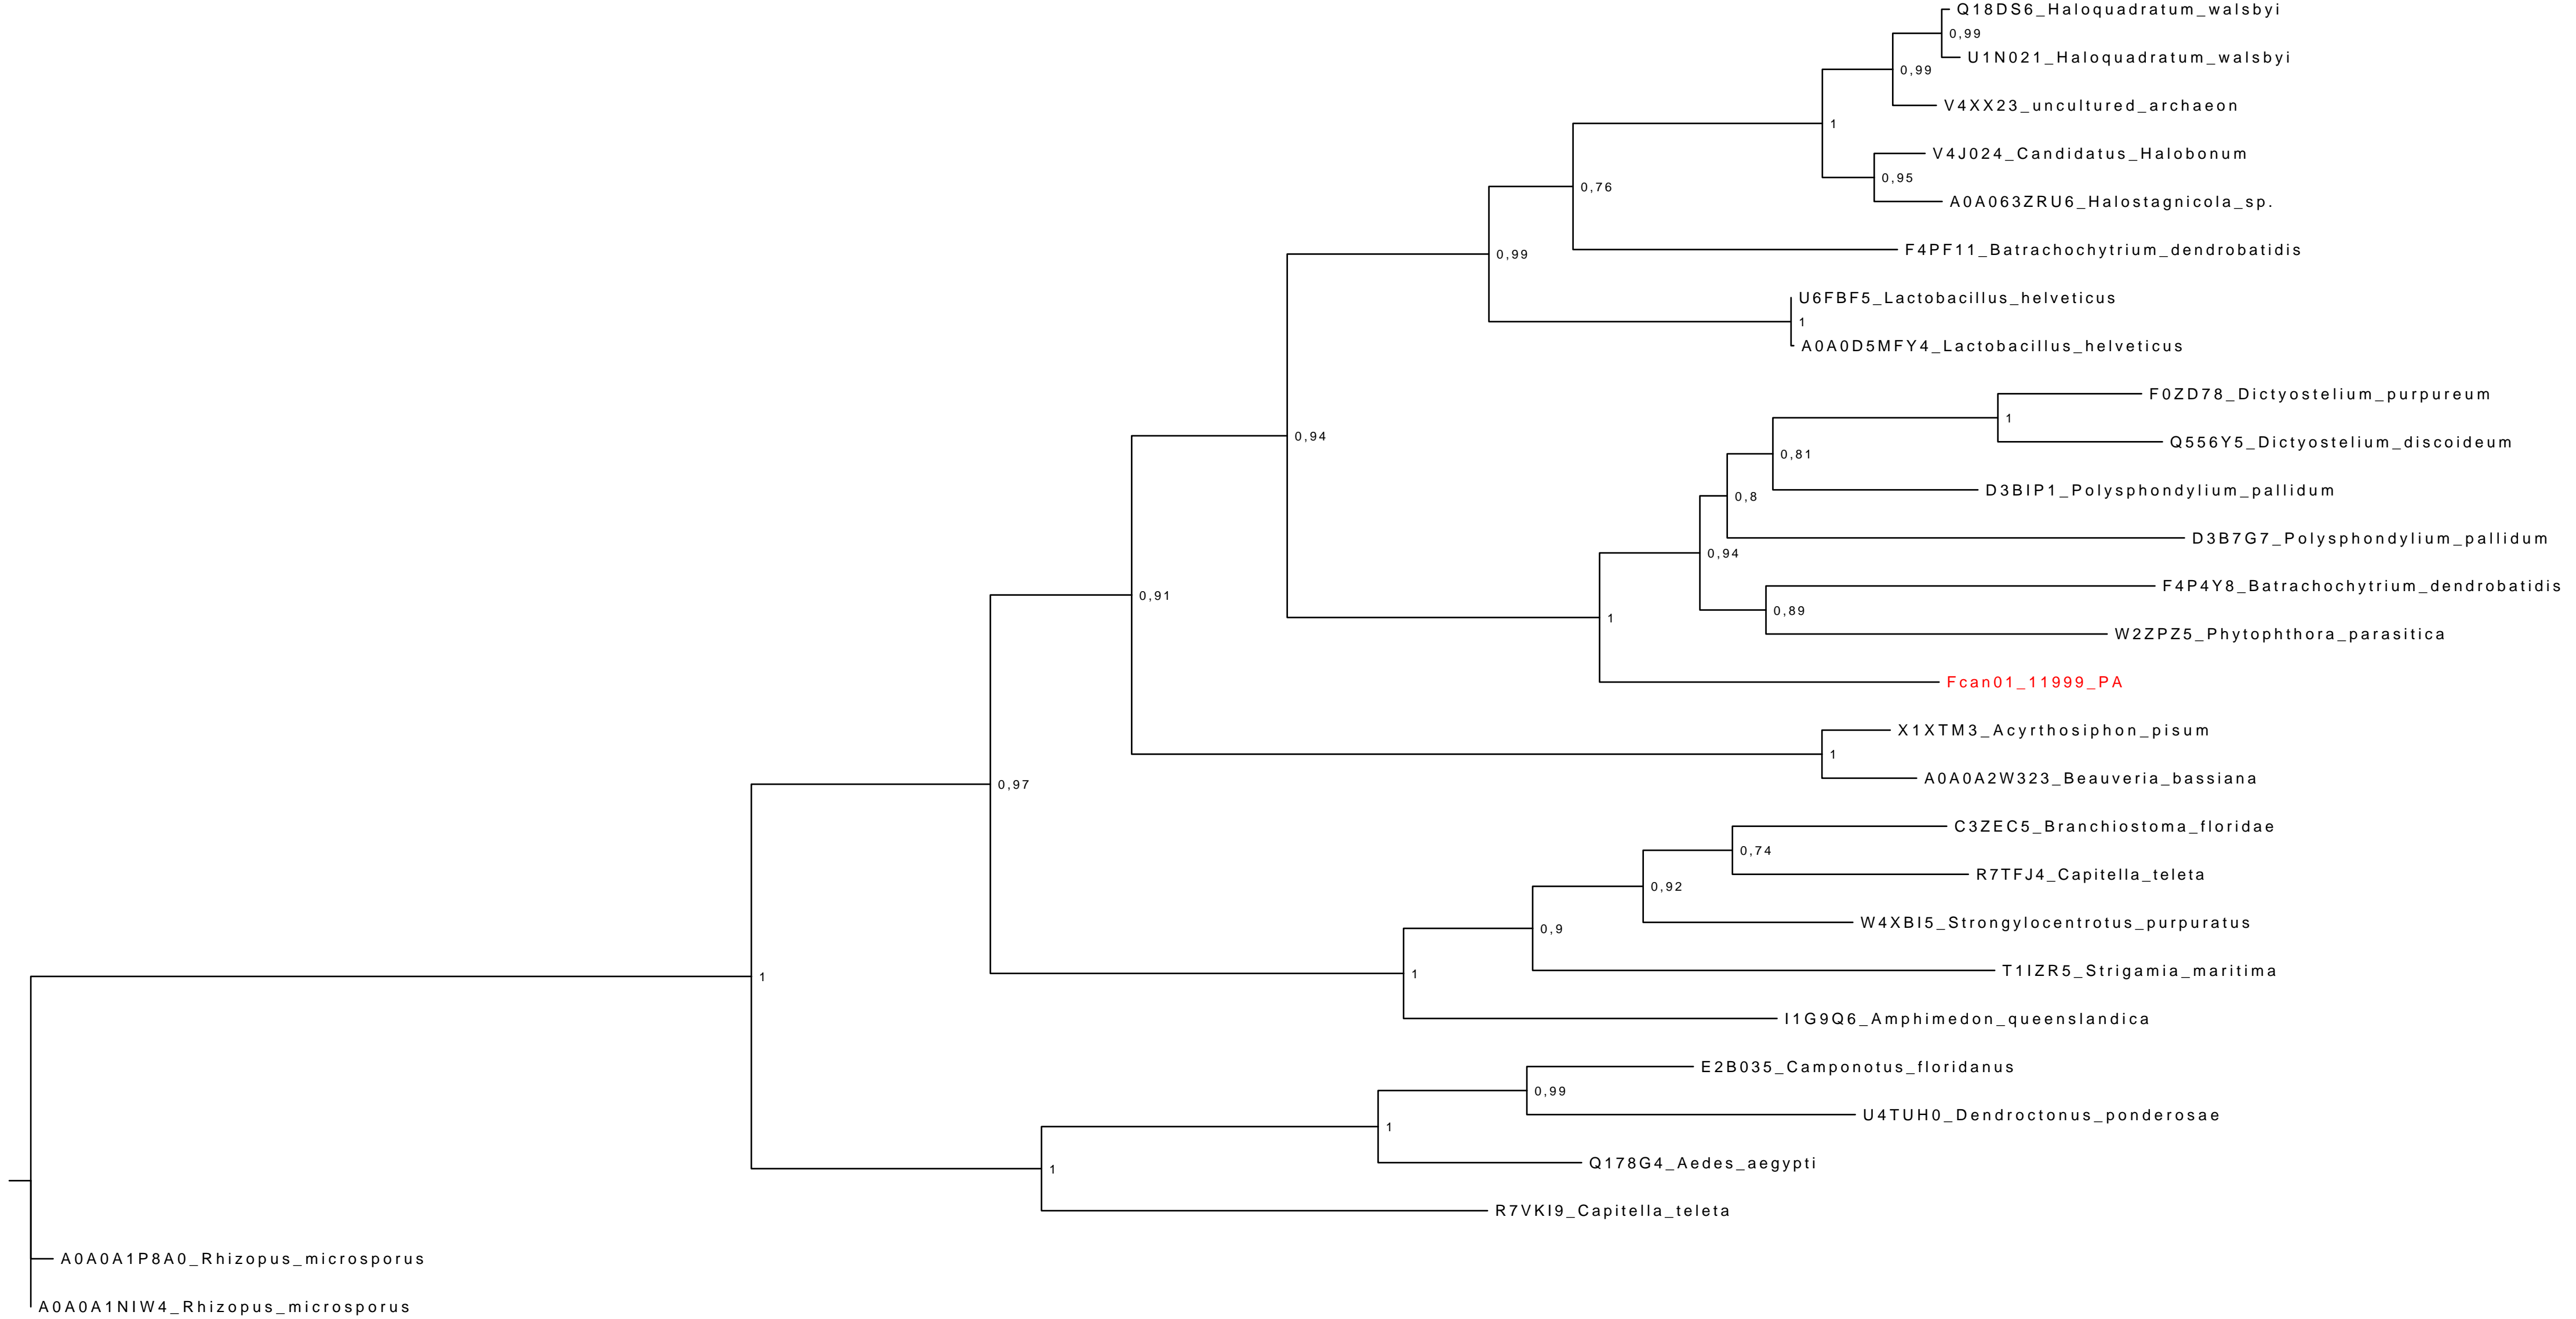 Q18DS6_Haloquadratum_walsbyi
0,99
U1N021_Haloquadratum_walsbyi
0,99
V4XX23_uncultured_archaeon
1
V4J024_Candidatus_Halobonum
0,95
0,76
A0A063ZRU6_Halostagnicola_sp.
F4PF11_Batrachochytrium_dendrobatidis
0,99
U6FBF5_Lactobacillus_helveticus
1
A0A0D5MFY4_Lactobacillus_helveticus
F0ZD78_Dictyostelium_purpureum
1
0,94
Q556Y5_Dictyostelium_discoideum
0,81
D3BIP1_Polysphondylium_pallidum
0,8
D3B7G7_Polysphondylium_pallidum
0,94
F4P4Y8_Batrachochytrium_dendrobatidis
0,91
0,89
1
W2ZPZ5_Phytophthora_parasitica
Fcan01_11999_PA
X1XTM3_Acyrthosiphon_pisum
1
A0A0A2W323_Beauveria_bassiana
0,97
C3ZEC5_Branchiostoma_floridae
0,74
R7TFJ4_Capitella_teleta
0,92
W4XBI5_Strongylocentrotus_purpuratus
0,9
T1IZR5_Strigamia_maritima
1
1
I1G9Q6_Amphimedon_queenslandica
E2B035_Camponotus_floridanus
0,99
U4TUH0_Dendroctonus_ponderosae
1
Q178G4_Aedes_aegypti
1
R7VKI9_Capitella_teleta
A0A0A1P8A0_Rhizopus_microsporus
A0A0A1NIW4_Rhizopus_microsporus